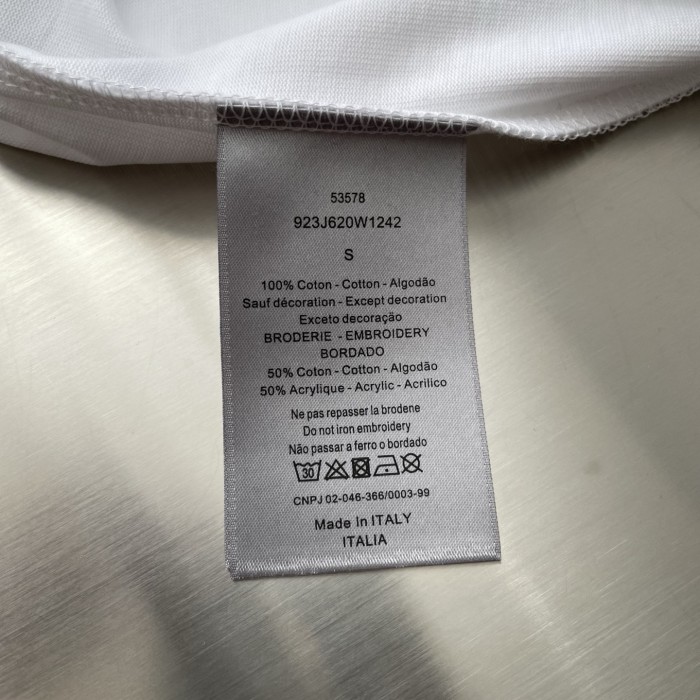 53578
923J620W1242
S
100% Coton - Cotton - Algodão
Sauf décoration - Except decoration
Exceto decoração
BRODERIE - EMBROIDERY
BORDADO
50% Coton - Cotton - Algodão
50% Acrylique - Acrylic - Acrilico
Ne pas repasser la brodene
Do not iron embroidery
Não passar a ferro o bordado
30
CNPJ 02-046-366/0003-99
Made In ITALY
ITALIA